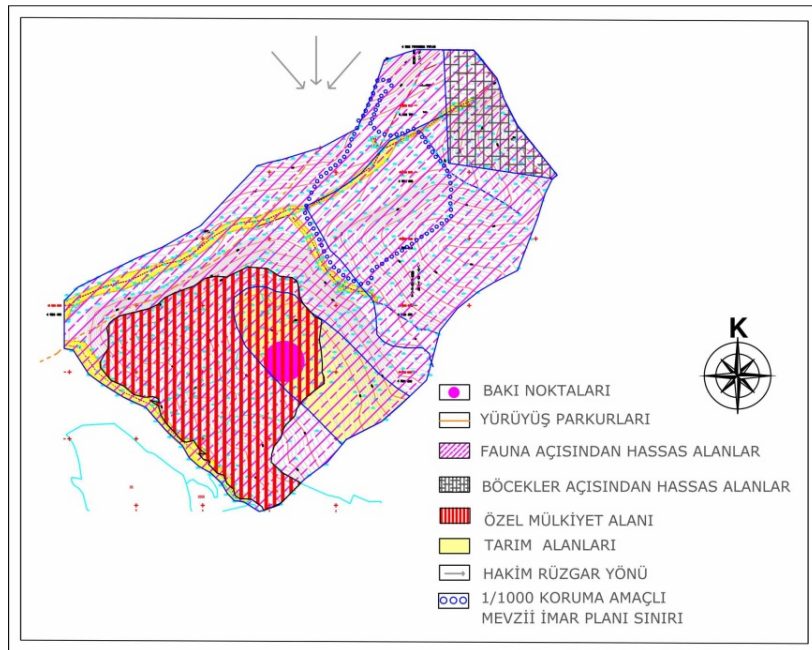 K
BAKI NOKTALARI
YÜRÜYÜŞ PARKURLARI
FAUNA AÇISINDAN HASSAS ALANLAR
BÖCEKLER AÇISINDAN HASSAS ALANLAR
ÖZEL MÜLKİYET ALANI
TARIM ALANLARI
HAKİM RÜZGAR YÖNÜ
1/1000 KORUMA AMAÇLI
MEVZİİ İMAR PLANI SINIRI